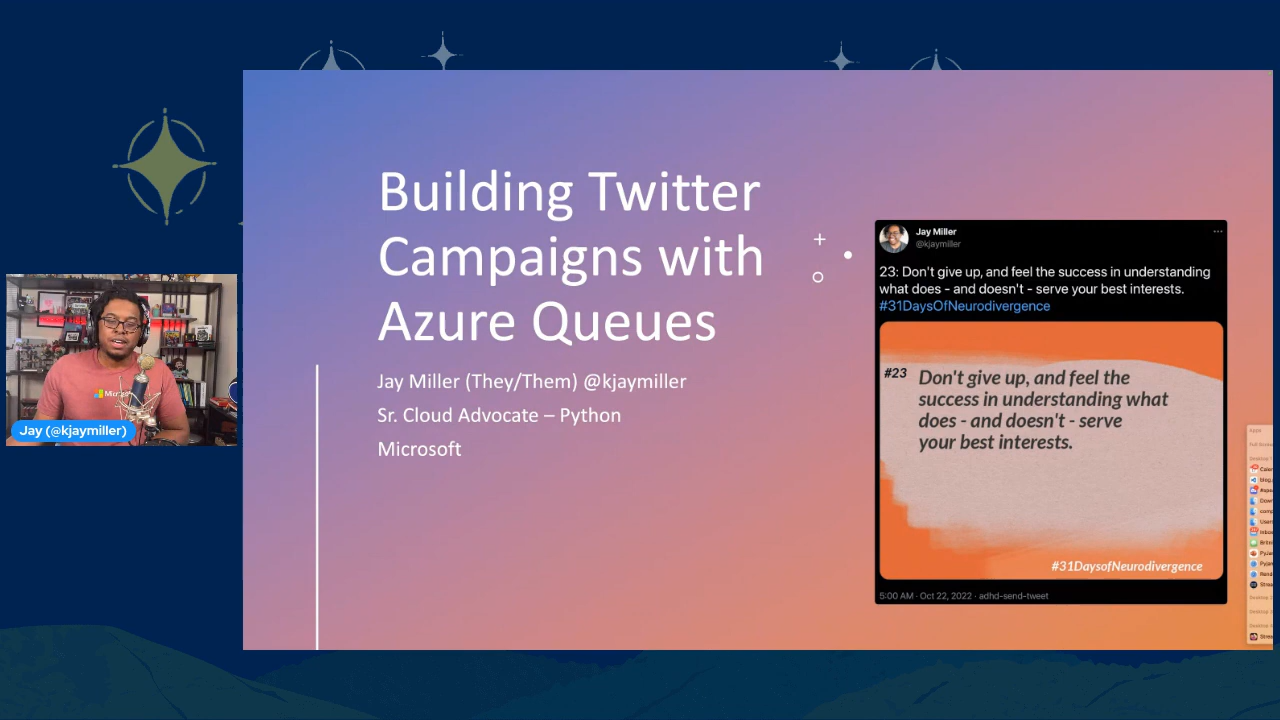 Building Twitter
Campaigns with
Azure Queues
Jay Miller (They/Them) @kjaymiller
Sr. Cloud Advocate – Python
Microsoft
Jay Miller
@kjaymiller
23: Don't give up, and feel the success in understanding
what does - and doesn't - serve your best interests.
#31DaysOfNeurodivergence
#23
Don't give up, and feel the
success in understanding what
does - and doesn't - serve
your best interests.
#31DaysofNeurodivergence
5:00 AM · Oct 22, 2022 · adhd-send-tweet
Jay (@kjaymiller)